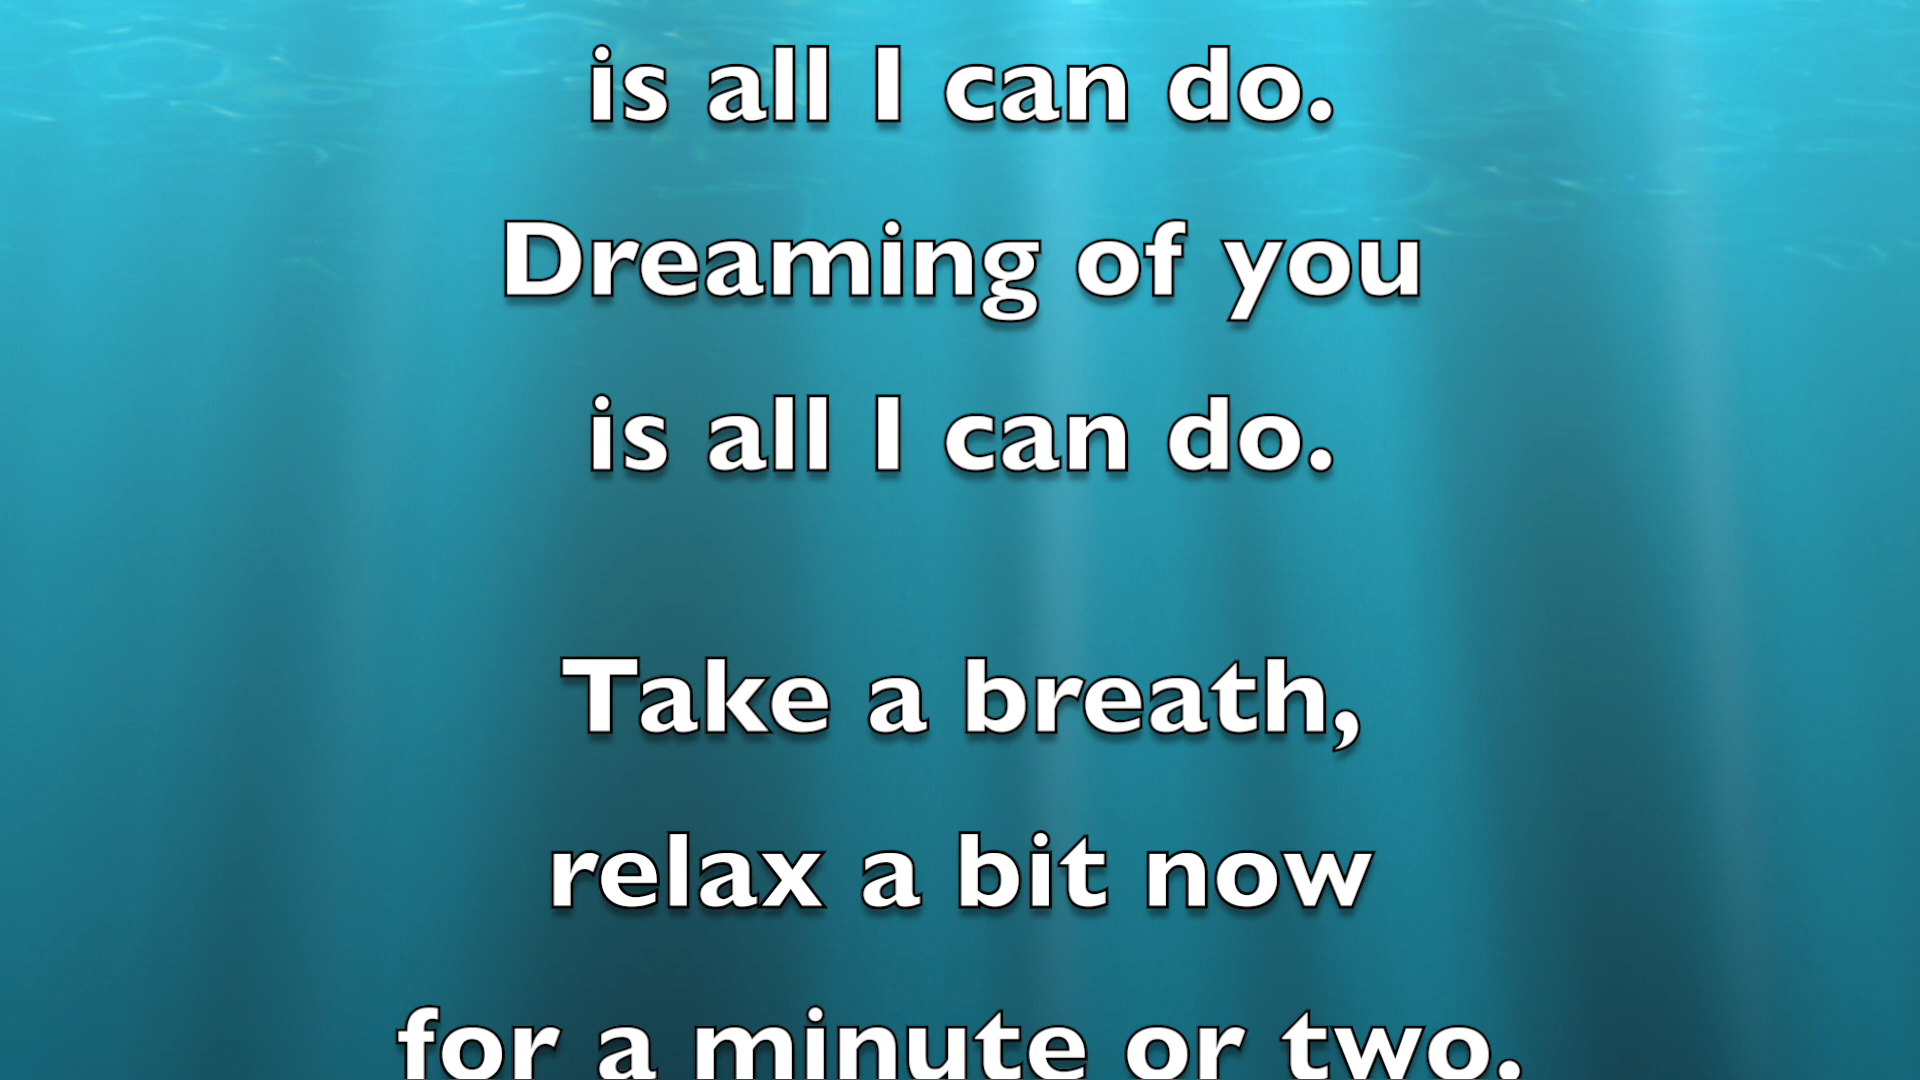 is all I can do.
Dreaming of you
is all I can do.
Take a breath,
relax a bit now
for a minute or two.